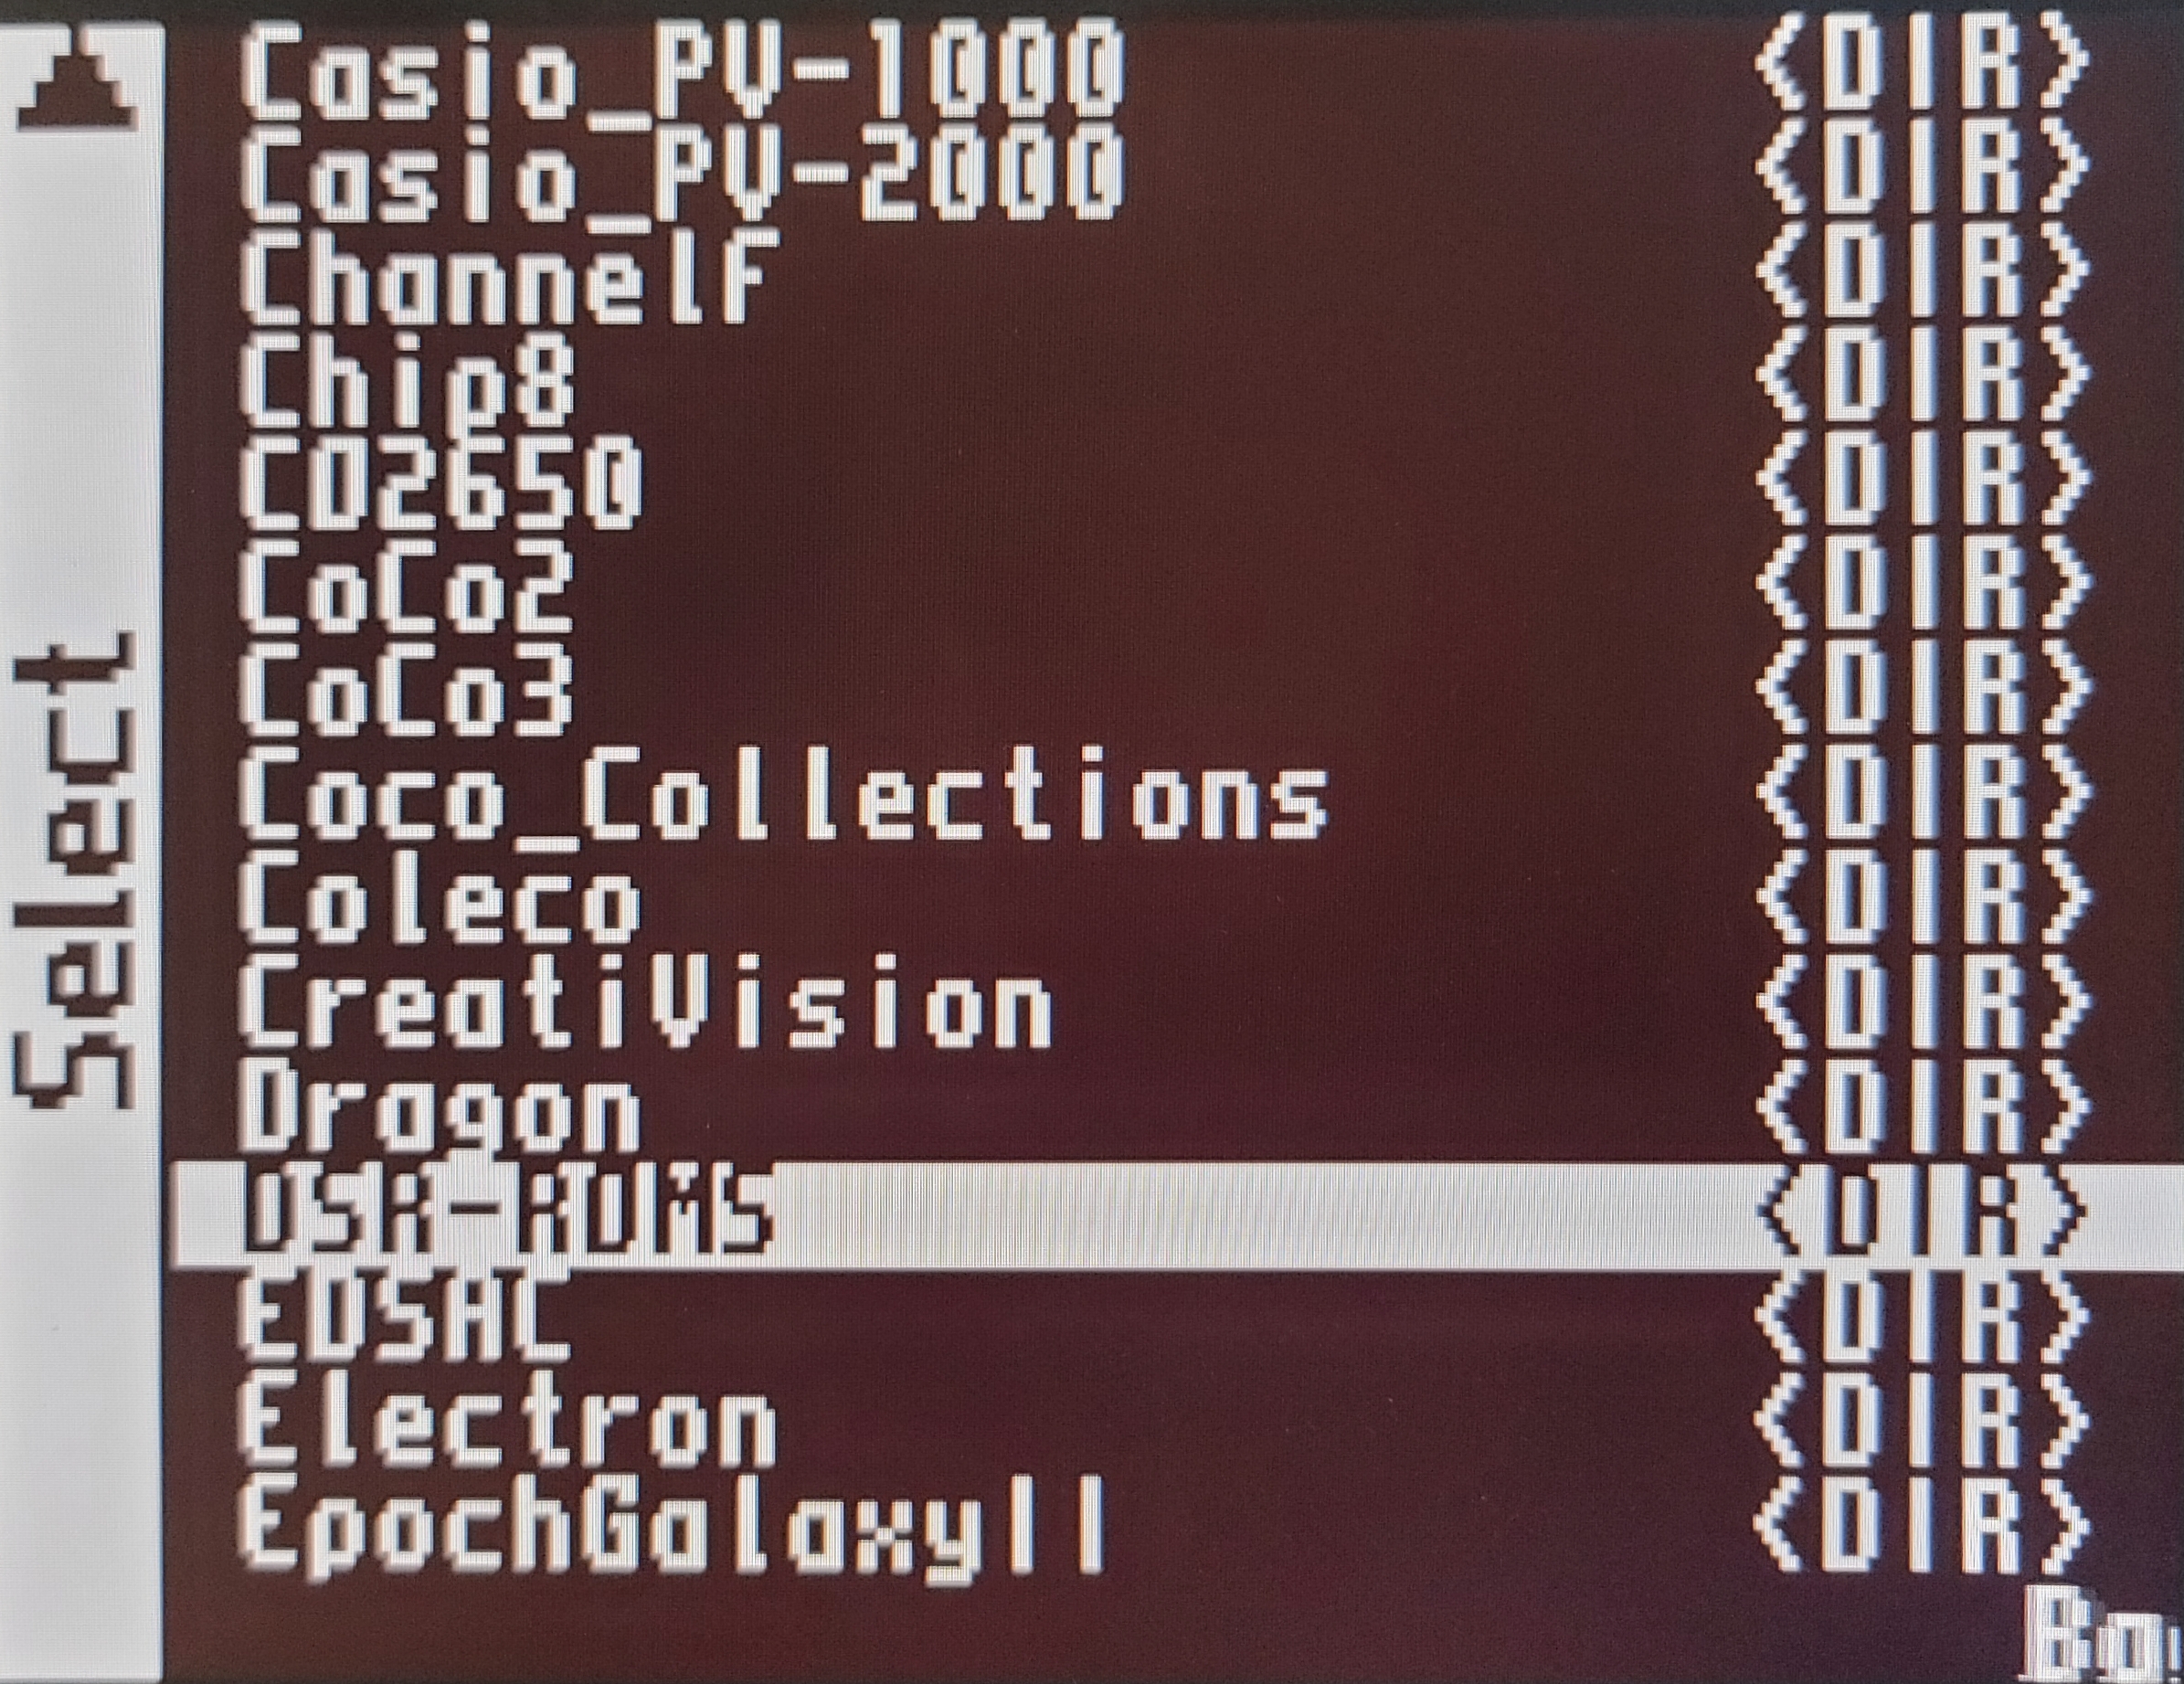 Select
Casio_PV-1000 <DIR>
Casio_PV-2000 <DIR>
ChannelF <DIR>
Chip8 <DIR>
CD2650 <DIR>
CoCo2 <DIR>
CoCo3 <DIR>
Coco_Collections <DIR>
Coleco <DIR>
CreatiVision <DIR>
Dragon <DIR>
DSR-ROMS <DIR>
EDSAC <DIR>
Electron <DIR>
EpochGalaxyII <DIR>